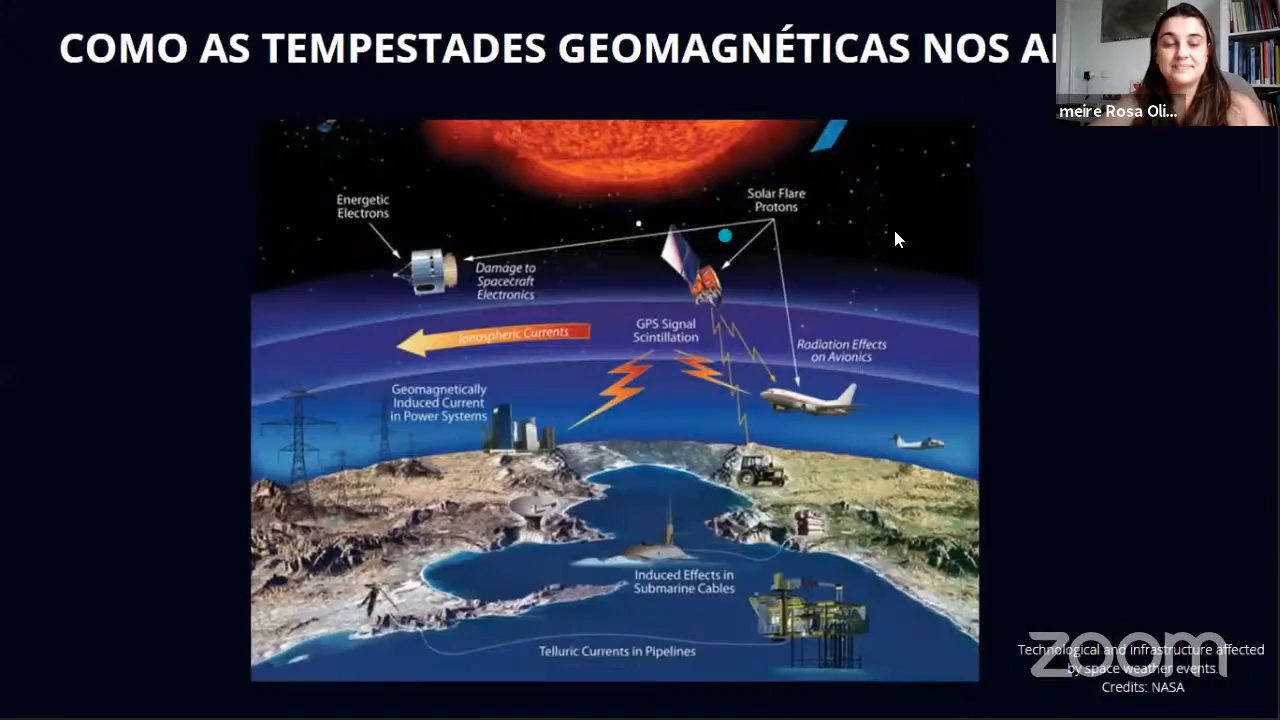 COMO AS TEMPESTADES GEOMAGNÉTICAS NOS
meire Rosa Oli...
Energetic
Electrons
Solar Flare
Protons
Damage to
Spacecraft
Electronics
GPS Signal
Scintillation
Ionospheric Currents
Radiation Effects
on Avionics
Geomagnetically
Induced Current
in Power Systems
Induced Effects in
Submarine Cables
Telluric Currents in Pipelines
Technological and infrastructure affected
by space weather events.
Credits: NASA
zoom